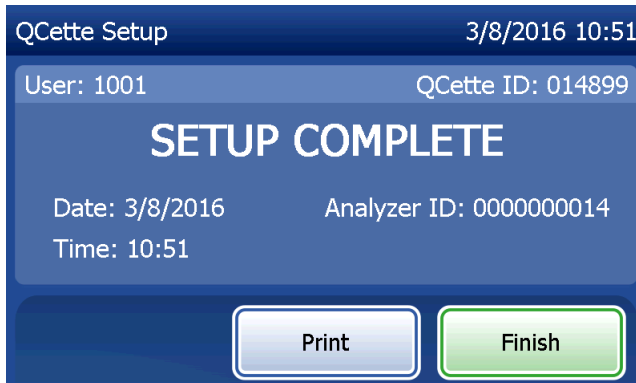 QCette Setup 3/8/2016 10:51
User: 1001 QCette ID: 014899
SETUP COMPLETE
Date: 3/8/2016 Analyzer ID: 0000000014
Time: 10:51
Print Finish